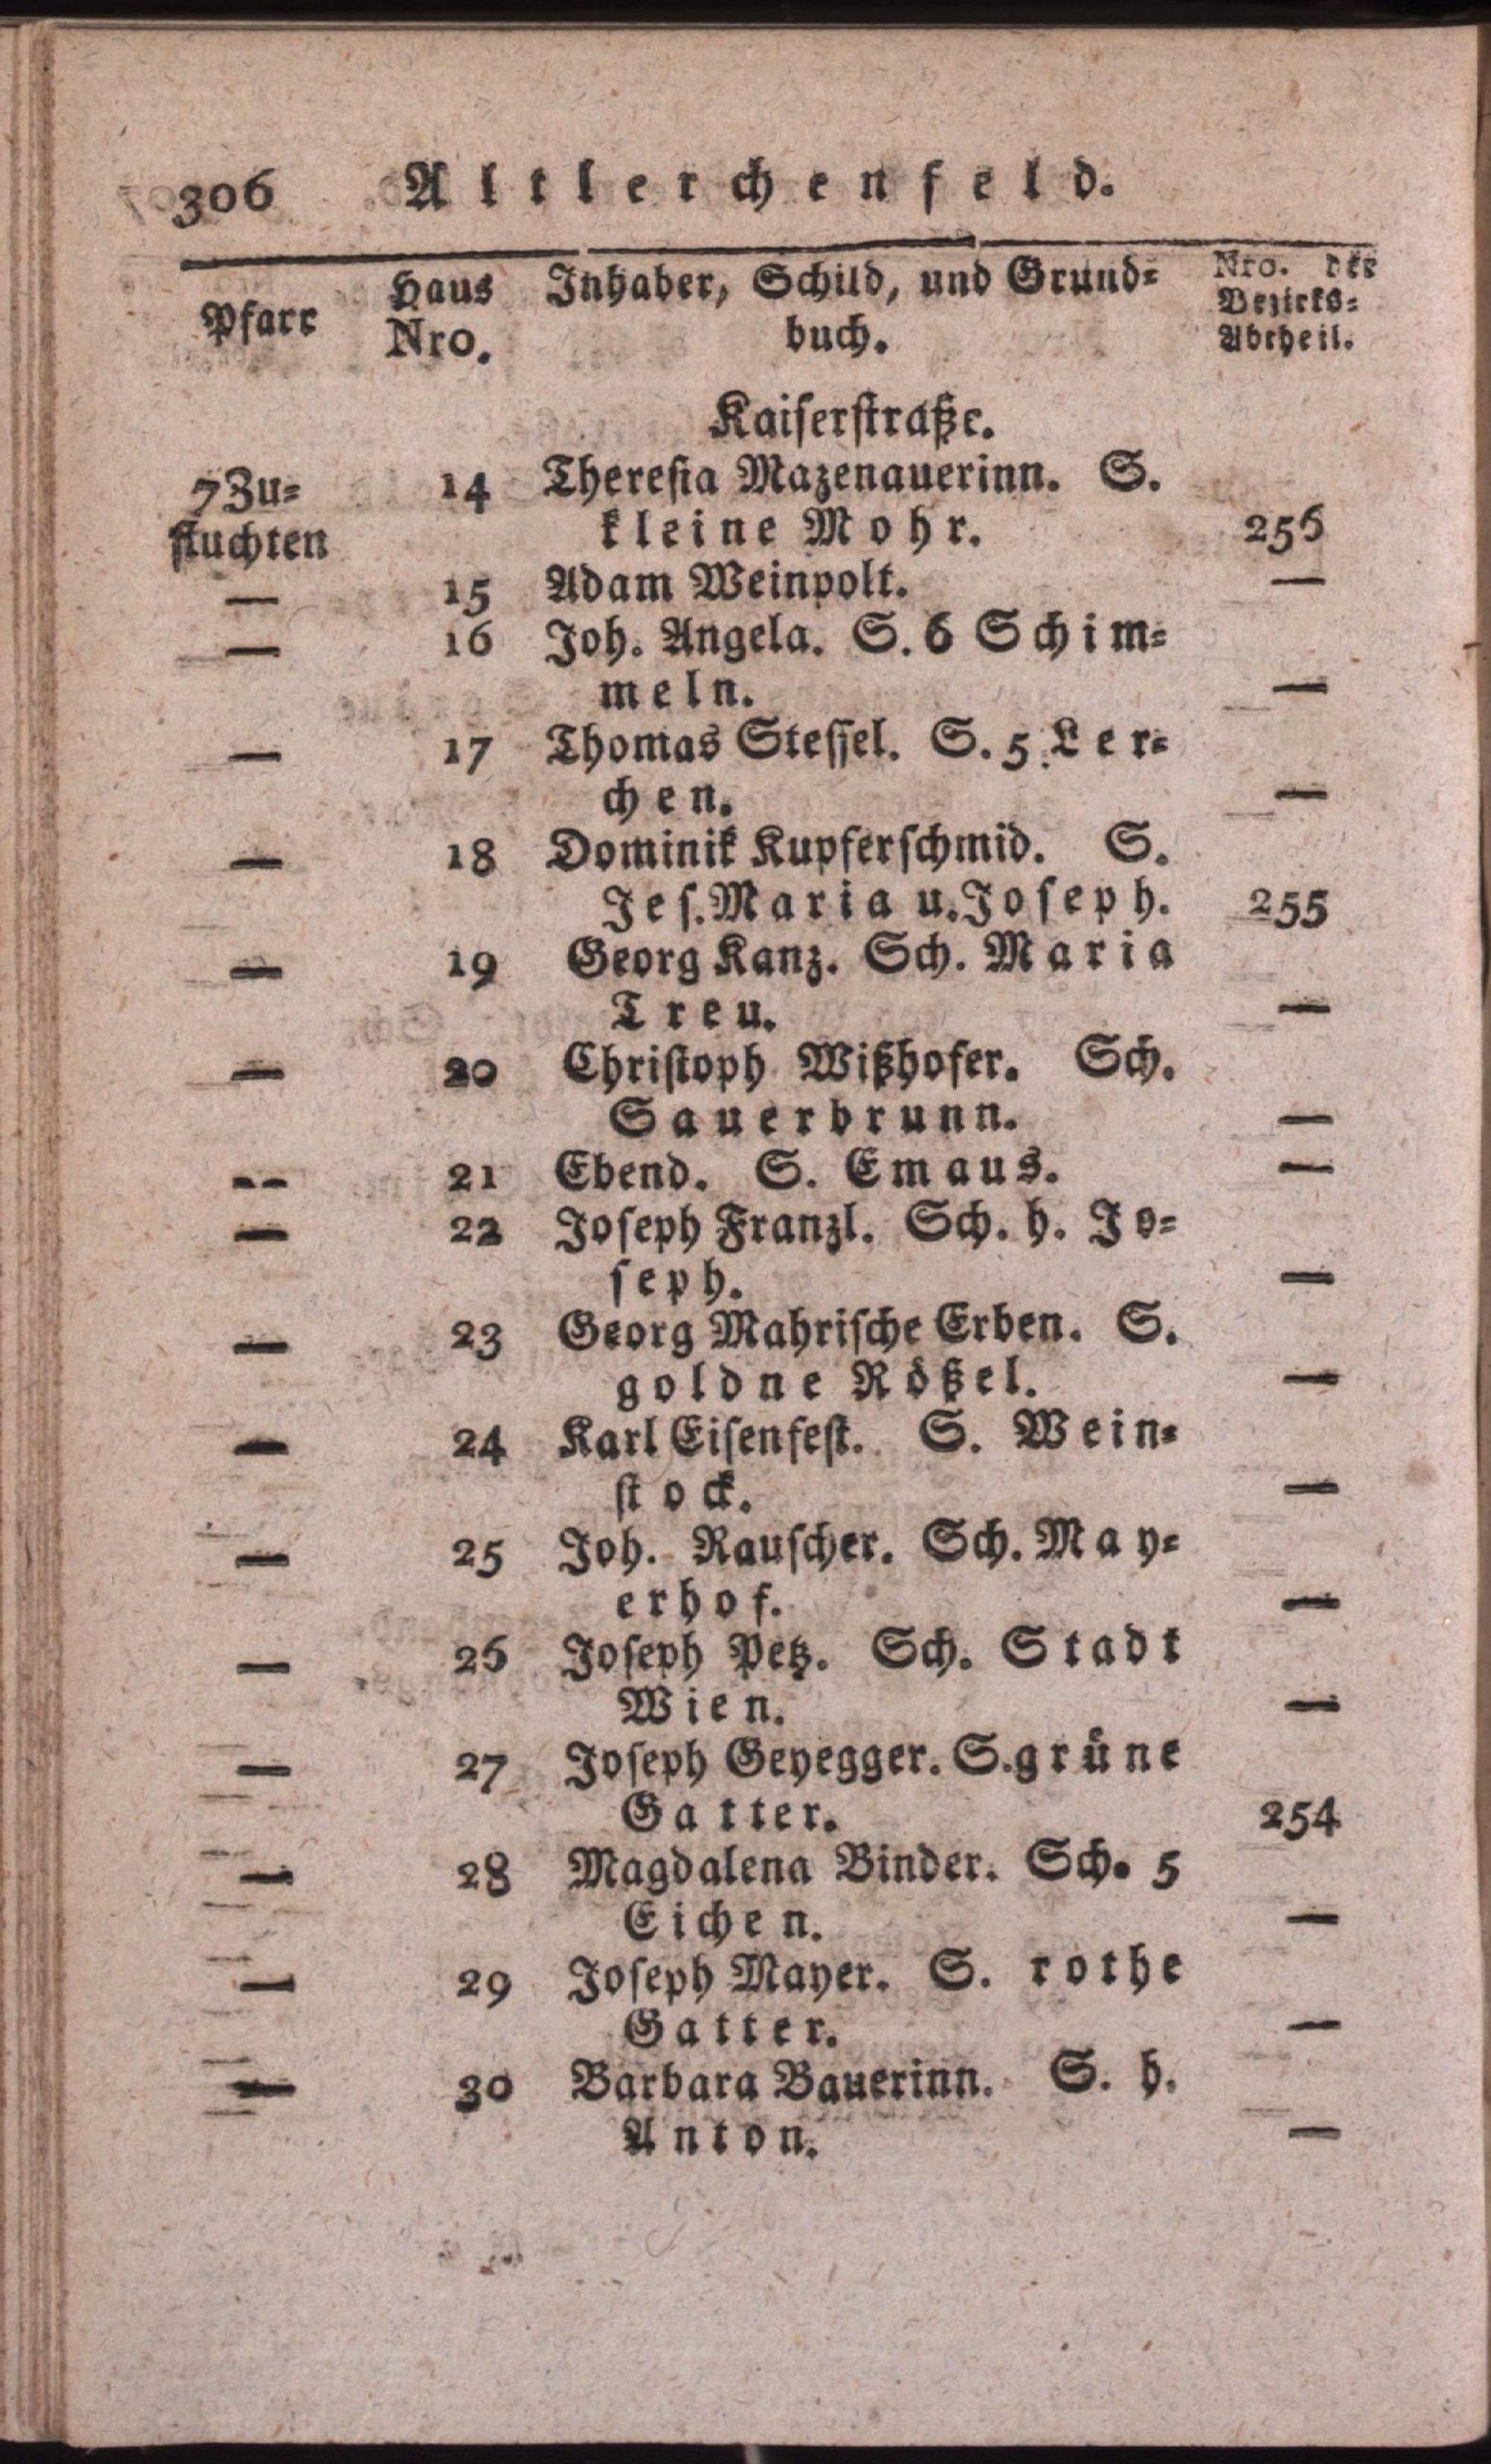 306 Altlerchenfeld.
Pfarr Haus Nro. Inhaber, Schild, und Grund= buch. Nro. der Bezirks= Abtheil.
Kaiserstraße.
7 Zu= 14 Theresia Mazenauerinn. S.
fluchten kleine Mohr. 256
— 15 Adam Weinpolt. —
— 16 Joh. Angela. S. 6 Schim=
meln. —
— 17 Thomas Stessel. S. 5 Ler=
chen. —
— 18 Dominik Kupferschmid. S.
Jes. Maria u. Joseph. 255
— 19 Georg Kanz. Sch. Maria
Treu. —
— 20 Christoph Wißhofer. Sch.
Sauerbrunn. —
-- 21 Ebend. S. Emaus. —
— 22 Joseph Franzl. Sch. h. Jo=
seph. —
— 23 Georg Mahrische Erben. S.
goldne Rößel. —
— 24 Karl Eisenfest. S. Wein=
stock. —
— 25 Joh. Rauscher. Sch. May=
erhof. —
— 26 Joseph Petz. Sch. Stadt
Wien. —
— 27 Joseph Geyegger. S. grüne
Gatter. 254
— 28 Magdalena Binder. Sch. 5
Eichen. —
— 29 Joseph Mayer. S. rothe
Gatter. —
— 30 Barbara Bauerinn. S. h.
Anton. —